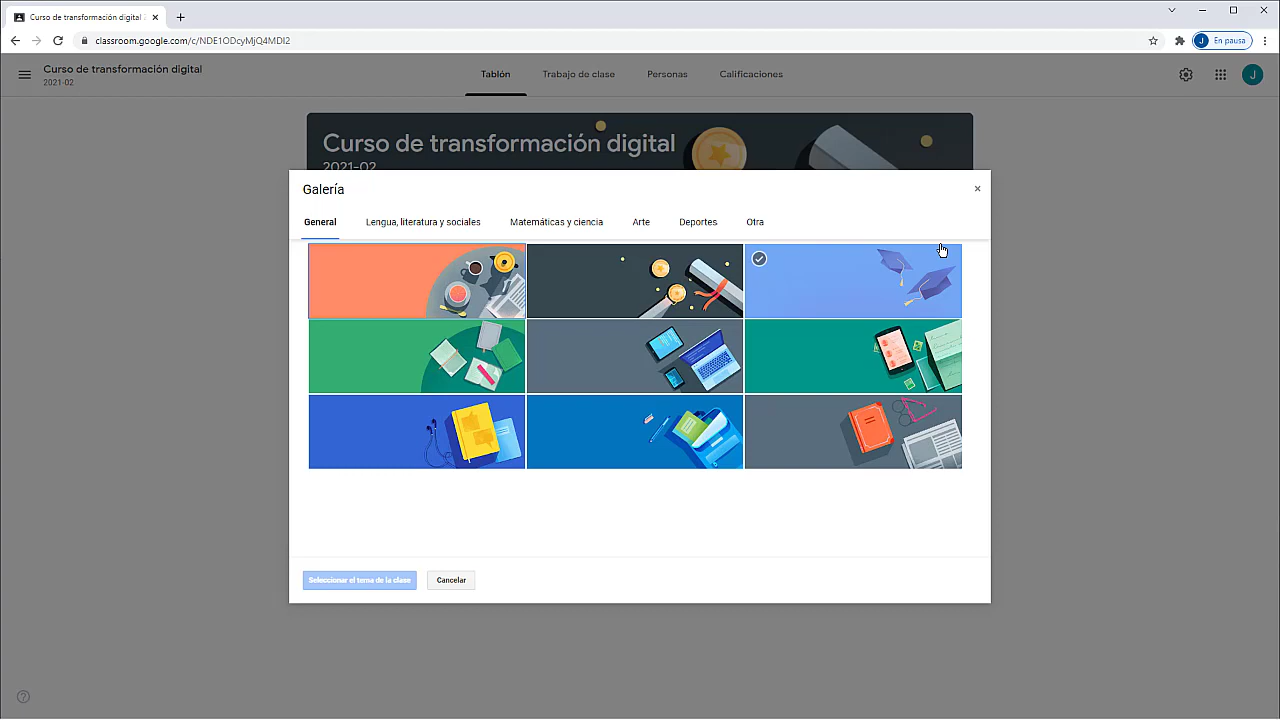 Curso de transformación digital
classroom.google.com/c/NDE1ODcyMjQ4MDI2
J
En pausa
Curso de transformación digital
2021-02
Tablón
Trabajo de clase
Personas
Calificaciones
J
Curso de transformación digital
2021-02
Galería
General
Lengua, literatura y sociales
Matemáticas y ciencia
Arte
Deportes
Otra
Seleccionar el tema de la clase
Cancelar